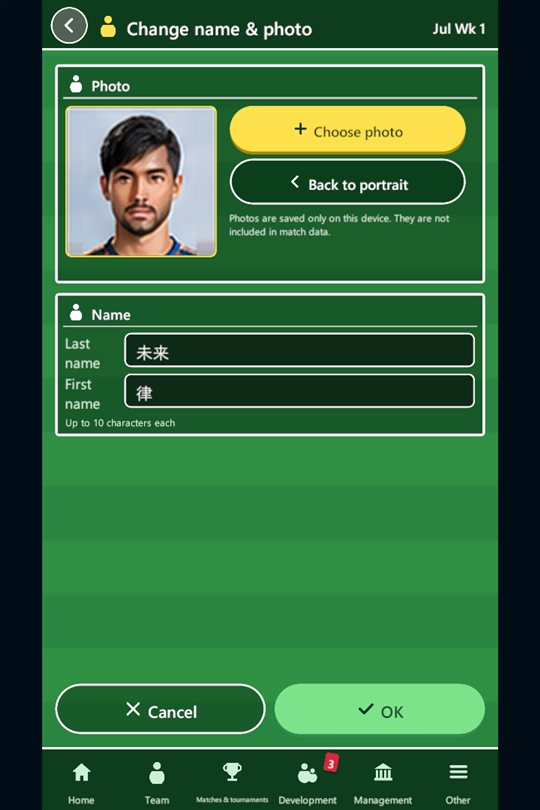 Change name & photo
Jul Wk 1
Photo
Choose photo
Back to portrait
Photos are saved only on this device. They are not
included in match data.
Name
Last
name
未来
First
name
律
Up to 10 characters each
Cancel
OK
3
Home
Team
Matches & tournaments
Development
Management
Other